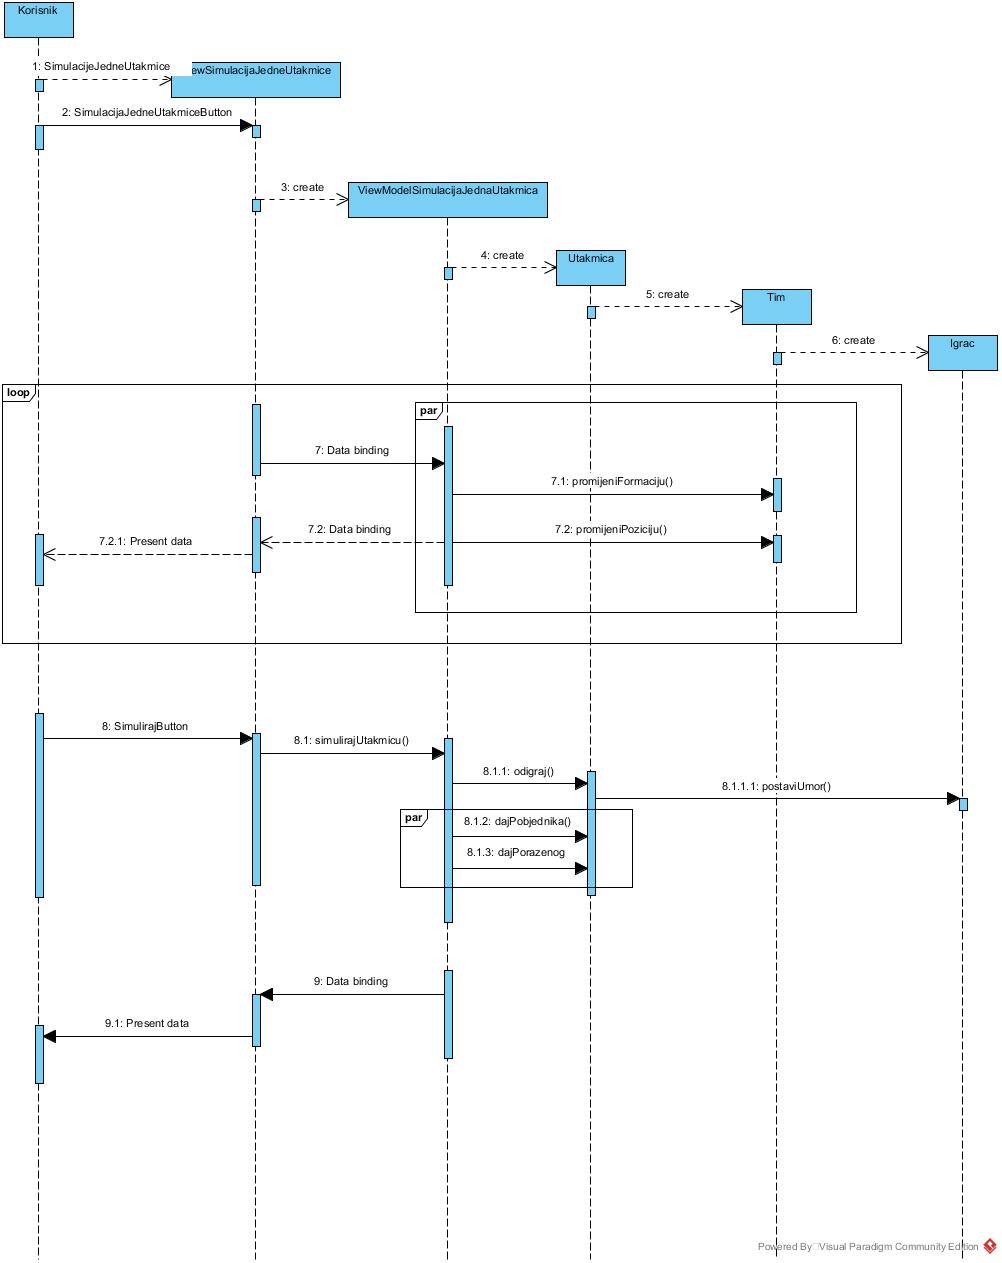 Korisnik
1: SimulacijeJedneUtakmice
ewSimulacijaJedneUtakmice
2: SimulacijaJedneUtakmiceButton
3: create
ViewModelSimulacijaJednaUtakmica
4: create
Utakmica
5: create
Tim
6: create
Igrac
loop
par
7: Data binding
7.1: promijeniFormaciju()
7.2: Data binding
7.2: promijeniPoziciju()
7.2.1: Present data
8: SimulirajButton
8.1: simulirajUtakmicu()
8.1.1: odigraj()
8.1.1.1: postaviUmor()
par
8.1.2: dajPobjednika()
8.1.3: dajPorazenog
9: Data binding
9.1: Present data
Powered By Visual Paradigm Community Edition